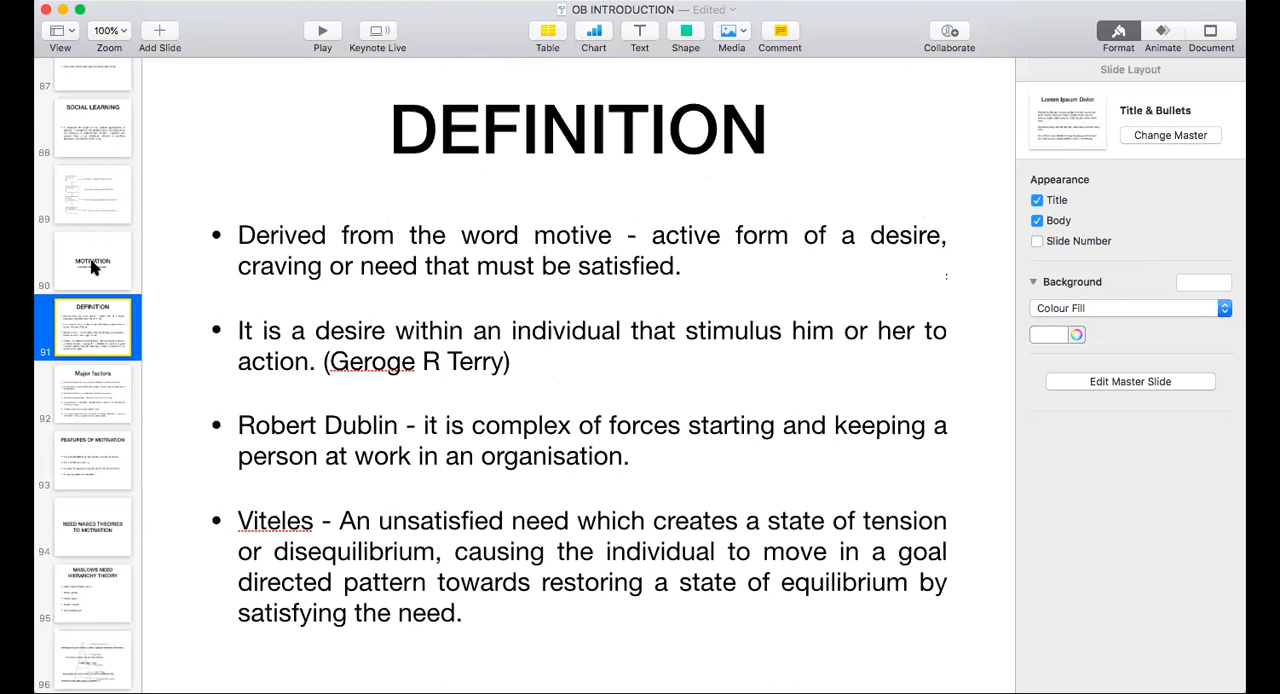 OB INTRODUCTION — Edited
100%
View
Zoom
Add Slide
Play
Keynote Live
Table
Chart
Text
Shape
Media
Comment
Collaborate
Format
Animate
Document
87
SOCIAL LEARNING
88
89
MOTIVATION
90
DEFINITION
91
Major factors
92
FEATURES OF MOTIVATION
93
NEED NASED THEORIES
TO MOTIVATION
94
MASLOWS NEED
HIERARCHY THEORY
95
96
DEFINITION
• Derived from the word motive - active form of a desire,
craving or need that must be satisfied.
• It is a desire within an individual that stimulus him or her to
action. (Geroge R Terry)
• Robert Dublin - it is complex of forces starting and keeping a
person at work in an organisation.
• Viteles - An unsatisfied need which creates a state of tension
or disequilibrium, causing the individual to move in a goal
directed pattern towards restoring a state of equilibrium by
satisfying the need.
Slide Layout
Lorem Ipsum Dolor
Title & Bullets
Change Master
Appearance
Title
Body
Slide Number
Background
Colour Fill
Edit Master Slide